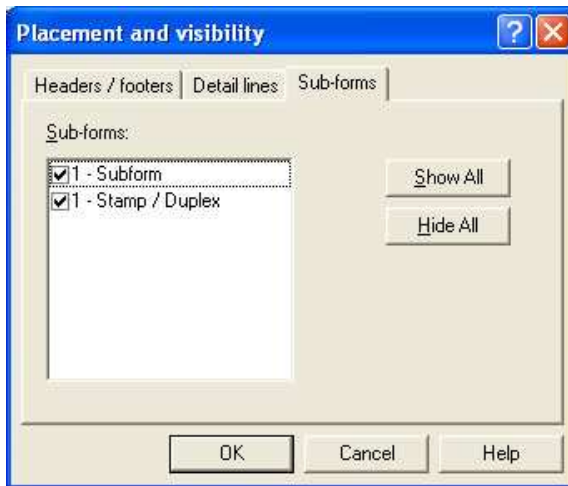 Placement and visibility
Headers / footers Detail lines Sub-forms
Sub-forms:
1 - Subform
1 - Stamp / Duplex
Show All
Hide All
OK Cancel Help